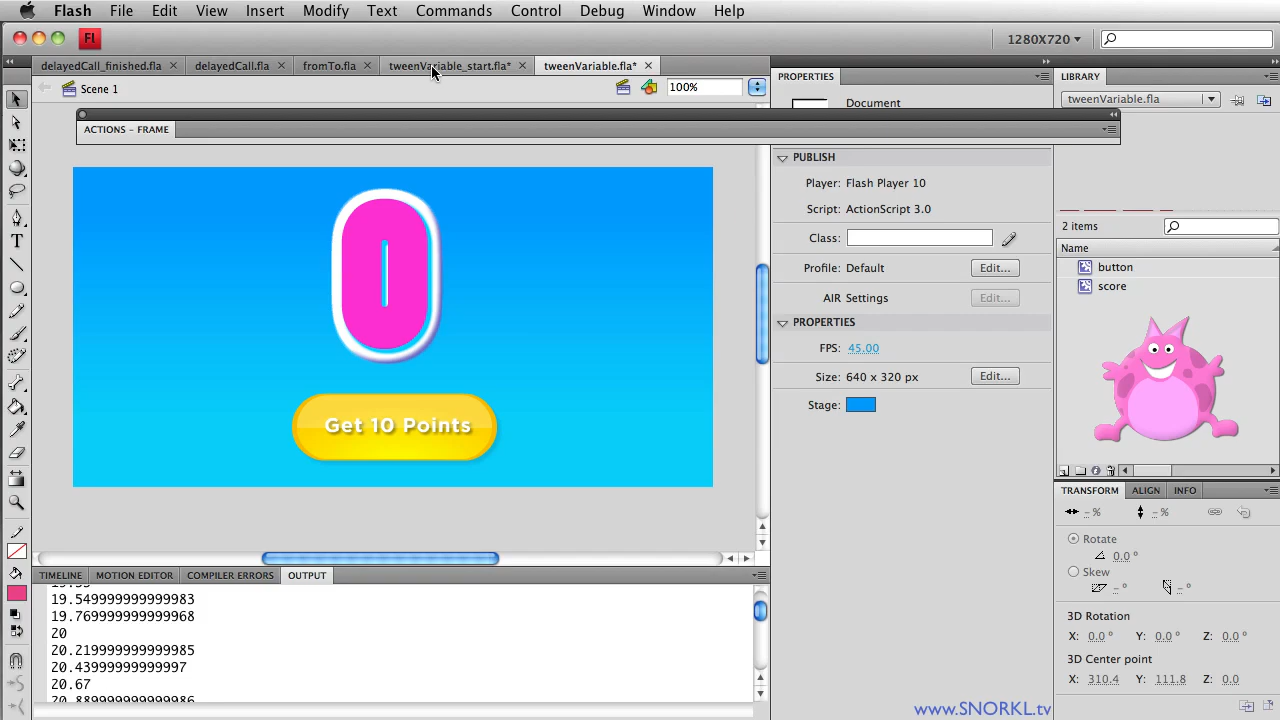 Flash File Edit View Insert Modify Text Commands Control Debug Window Help
Fl 1280X720
delayedCall_finished.fla delayedCall.fla fromTo.fla tweenVariable_start.fla* tweenVariable.fla*
Scene 1 100%
ACTIONS – FRAME
0
Get 10 Points
TIMELINE MOTION EDITOR COMPILER ERRORS OUTPUT
19.549999999999983
19.769999999999968
20
20.219999999999985
20.43999999999997
20.67
20.889999999999986
PROPERTIES
Document
PUBLISH
Player: Flash Player 10
Script: ActionScript 3.0
Class:
Profile: Default Edit...
AIR Settings Edit...
PROPERTIES
FPS: 45.00
Size: 640 x 320 px Edit...
Stage:
LIBRARY
tweenVariable.fla
2 items
Name
button
score
TRANSFORM ALIGN INFO
– % – %
Rotate
0.0 °
Skew
– ° – °
3D Rotation
X: 0.0 ° Y: 0.0 ° Z: 0.0 °
3D Center point
X: 310.4 Y: 111.8 Z: 0.0
www.SNORKL.tv